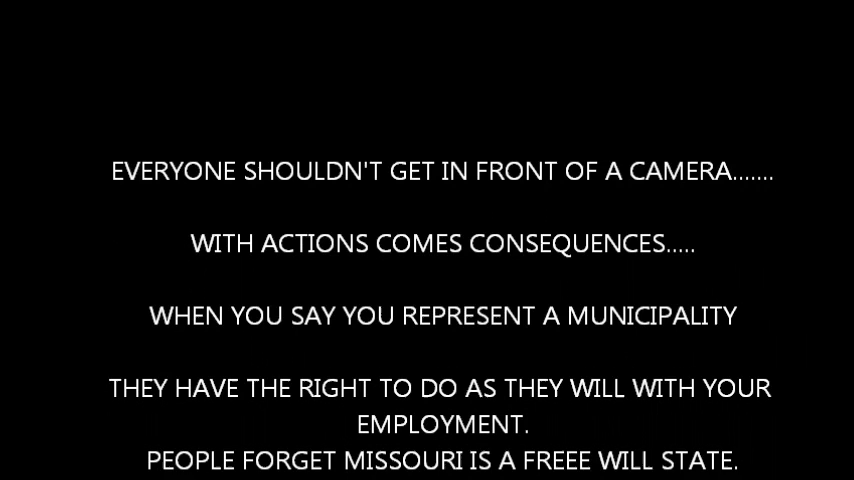 EVERYONE SHOULDN'T GET IN FRONT OF A CAMERA.......
WITH ACTIONS COMES CONSEQUENCES.....
WHEN YOU SAY YOU REPRESENT A MUNICIPALITY
THEY HAVE THE RIGHT TO DO AS THEY WILL WITH YOUR
EMPLOYMENT.
PEOPLE FORGET MISSOURI IS A FREEE WILL STATE.